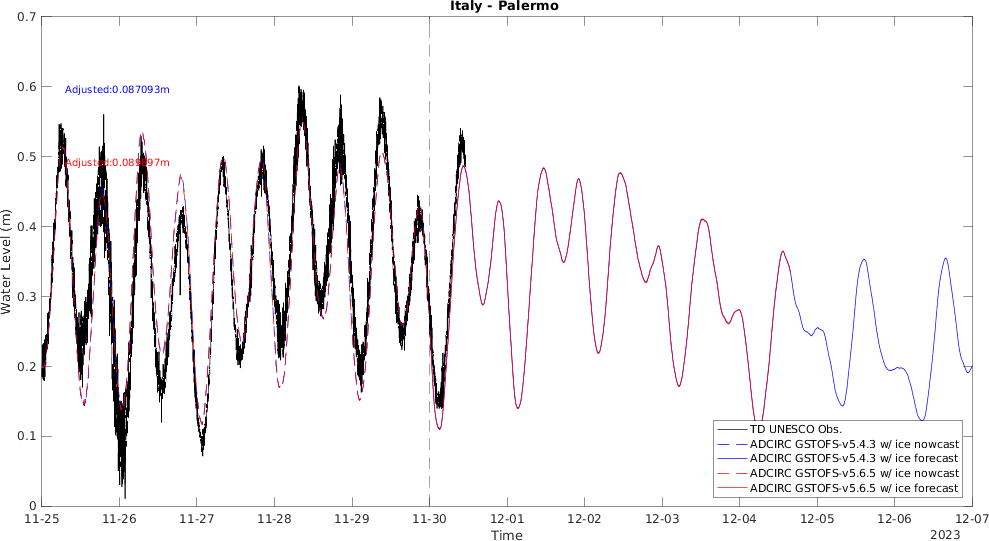 Italy - Palermo
0.7
0.6
0.5
0.4
0.3
0.2
0.1
0
Water Level (m)
Adjusted:0.087093m
TD UNESCO Obs.
ADCIRC GSTOFS-v5.4.3 w/ ice nowcast
ADCIRC GSTOFS-v5.4.3 w/ ice forecast
ADCIRC GSTOFS-v5.6.5 w/ ice nowcast
ADCIRC GSTOFS-v5.6.5 w/ ice forecast
11-25 11-26 11-27 11-28 11-29 11-30 12-01 12-02 12-03 12-04 12-05 12-06 12-07
Time
2023